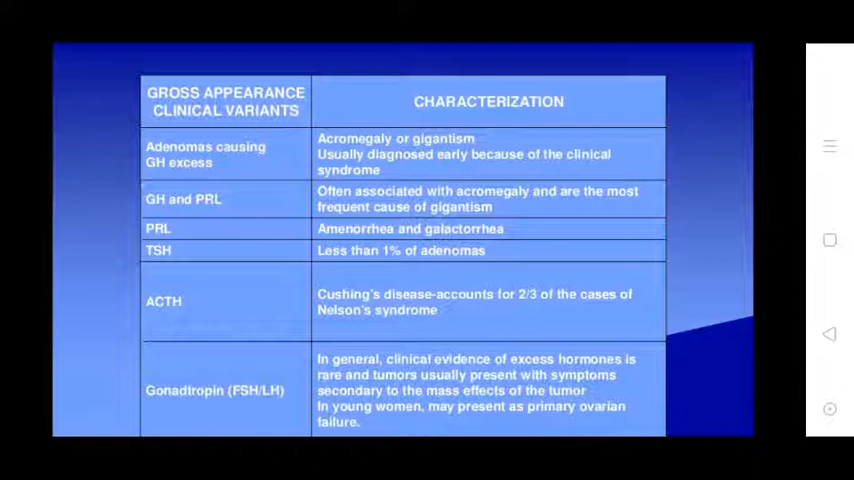 GROSS APPEARANCE
CLINICAL VARIANTS
CHARACTERIZATION
Adenomas causing
GH excess
Acromegaly or gigantism
Usually diagnosed early because of the clinical
syndrome
GH and PRL
Often associated with acromegaly and are the most
frequent cause of gigantism
PRL
Amenorrhea and galactorrhea
TSH
Less than 1% of adenomas
ACTH
Cushing's disease-accounts for 2/3 of the cases of
Nelson's syndrome
Gonadtropin (FSH/LH)
In general, clinical evidence of excess hormones is
rare and tumors usually present with symptoms
secondary to the mass effects of the tumor
In young women, may present as primary ovarian
failure.